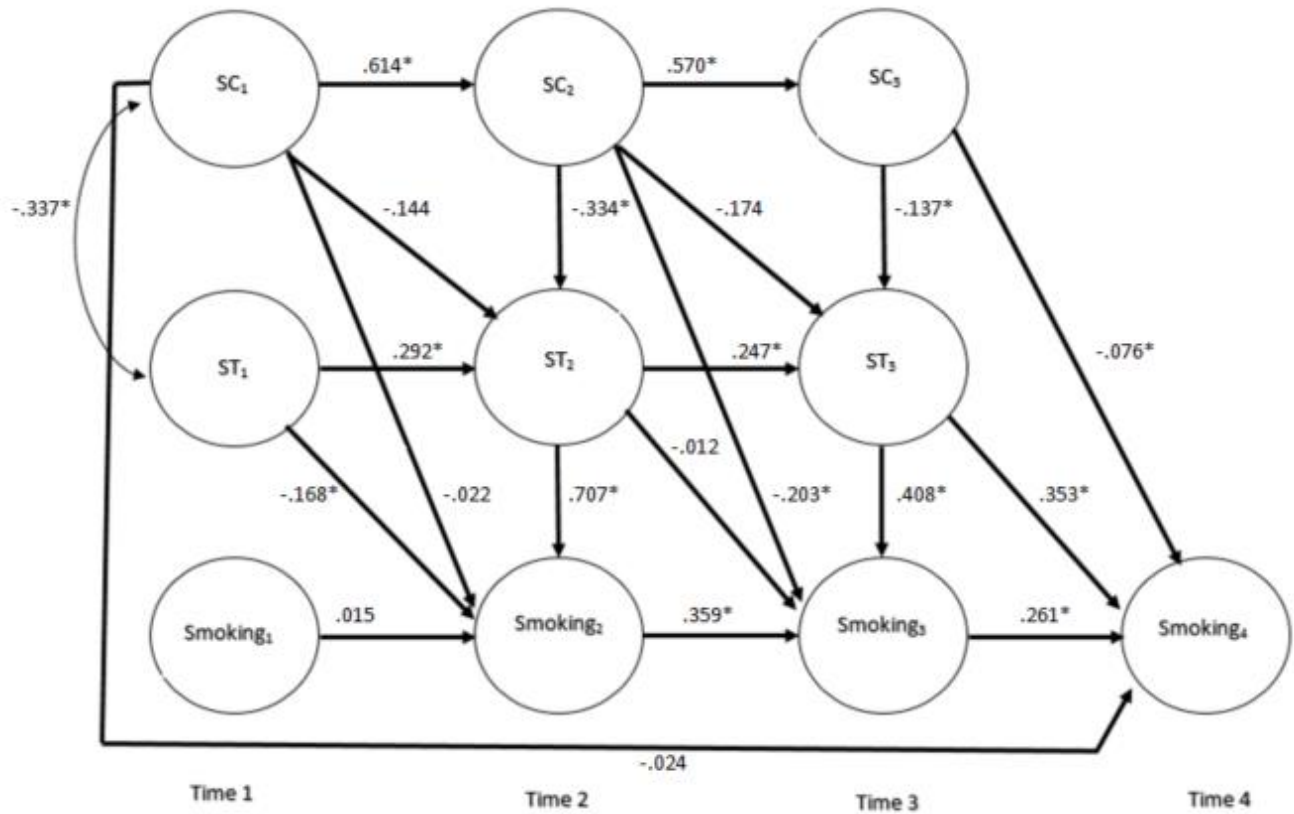 SC₁
.614*
SC₂
.570*
SC₃
-.337*
-.144
-.334*
-.174
-.137*
ST₁
.292*
ST₂
.247*
ST₃
-.076*
-.168*
-.022
.707*
-.012
-.203*
.408*
.353*
Smoking₁
.015
Smoking₂
.359*
Smoking₃
.261*
Smoking₄
-.024
Time 1
Time 2
Time 3
Time 4